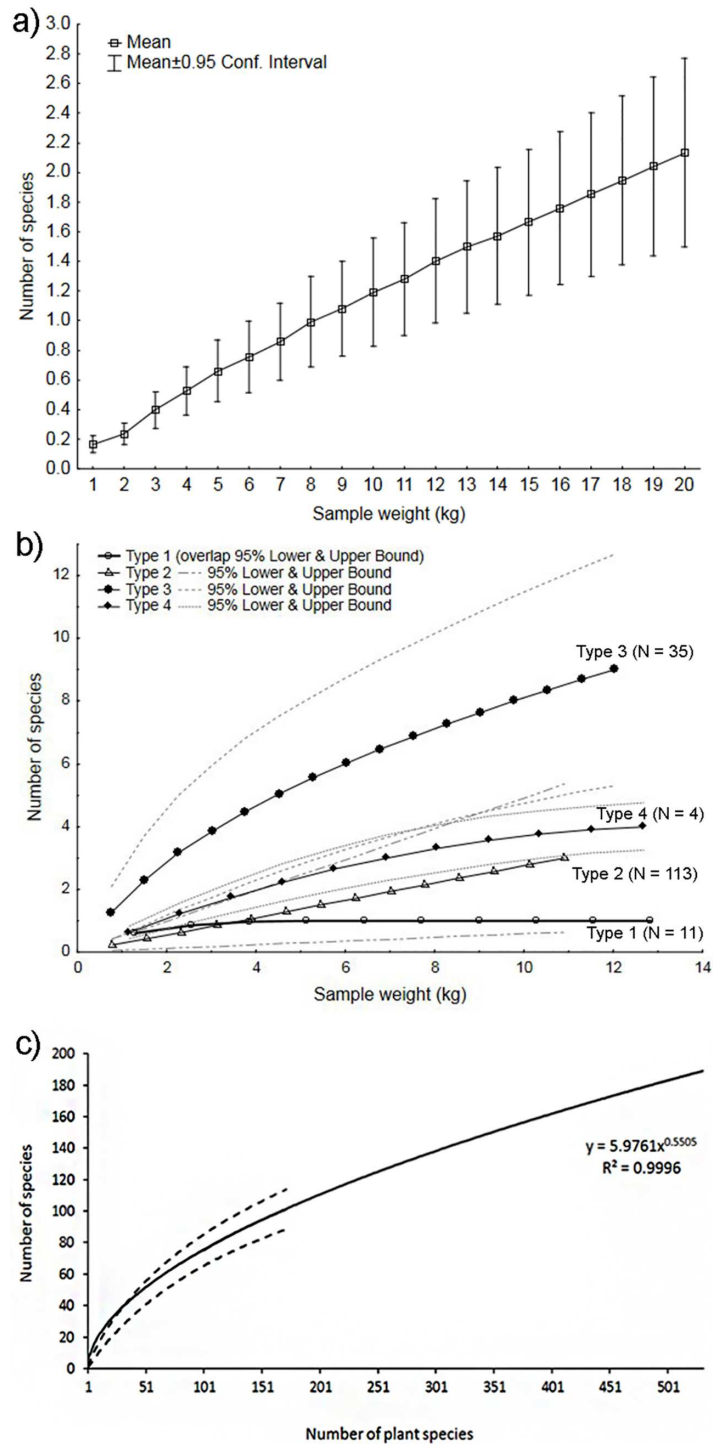 a)
3.0
2.8
2.6
2.4
2.2
2.0
1.8
1.6
1.4
1.2
1.0
0.8
0.6
0.4
0.2
0.0
Number of species
Mean
Mean±0.95 Conf. Interval
1 2 3 4 5 6 7 8 9 10 11 12 13 14 15 16 17 18 19 20
Sample weight (kg)
b)
Type 1 (overlap 95% Lower & Upper Bound)
Type 2 95% Lower & Upper Bound
Type 3 95% Lower & Upper Bound
Type 4 95% Lower & Upper Bound
12
10
8
6
4
2
0
Number of species
Type 3 (N = 35)
Type 4 (N = 4)
Type 2 (N = 113)
Type 1 (N = 11)
0 2 4 6 8 10 12 14
Sample weight (kg)
c)
200
180
160
140
120
100
80
60
40
20
0
Number of species
y = 5.9761x^0.5505
R² = 0.9996
1 51 101 151 201 251 301 351 401 451 501
Number of plant species